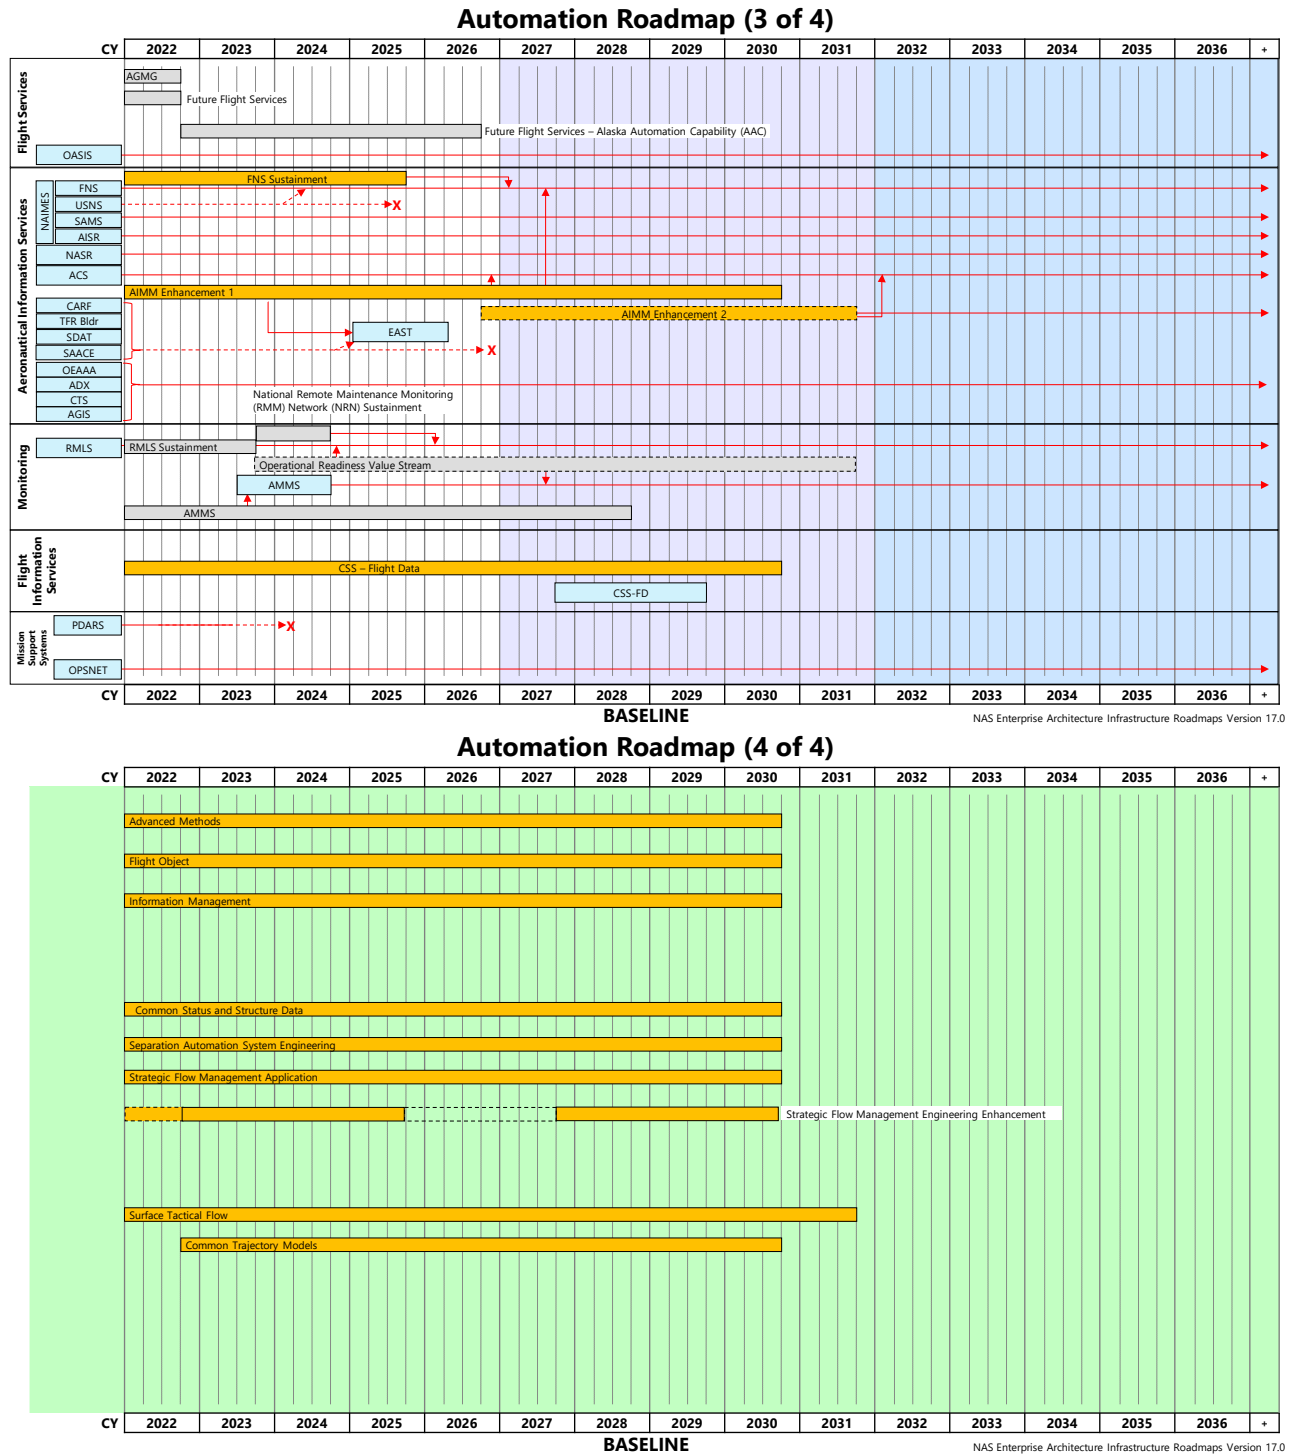 Automation Roadmap (3 of 4)
CY 2022 2023 2024 2025 2026 2027 2028 2029 2030 2031 2032 2033 2034 2035 2036 +
Flight Services
AGMG
Future Flight Services
Future Flight Services – Alaska Automation Capability (AAC)
OASIS
Aeronautical Information Services
NAIMES
FNS Sustainment
FNS
USNS
X
SAMS
AISR
NASR
ACS
AIMM Enhancement 1
CARF
AIMM Enhancement 2
TFR Bldr
EAST
SDAT
SAACE
X
OEAAA
ADX
CTS
AGIS
National Remote Maintenance Monitoring
(RMM) Network (NRN) Sustainment
Monitoring
RMLS
RMLS Sustainment
Operational Readiness Value Stream
AMMS
AMMS
Flight
Information
Services
CSS – Flight Data
CSS-FD
Mission
Support
Systems
PDARS
X
OPSNET
CY 2022 2023 2024 2025 2026 2027 2028 2029 2030 2031 2032 2033 2034 2035 2036 +
BASELINE
NAS Enterprise Architecture Infrastructure Roadmaps Version 17.0
Automation Roadmap (4 of 4)
CY 2022 2023 2024 2025 2026 2027 2028 2029 2030 2031 2032 2033 2034 2035 2036 +
Advanced Methods
Flight Object
Information Management
Common Status and Structure Data
Separation Automation System Engineering
Strategic Flow Management Application
Strategic Flow Management Engineering Enhancement
Surface Tactical Flow
Common Trajectory Models
CY 2022 2023 2024 2025 2026 2027 2028 2029 2030 2031 2032 2033 2034 2035 2036 +
BASELINE
NAS Enterprise Architecture Infrastructure Roadmaps Version 17.0